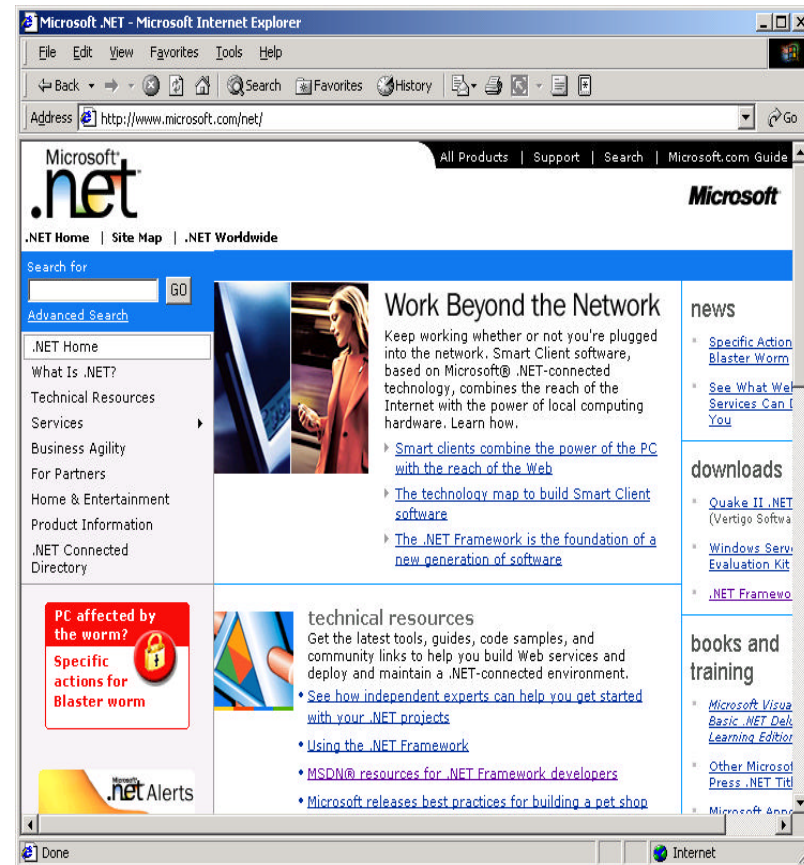 Microsoft .NET - Microsoft Internet Explorer
File Edit View Favorites Tools Help
Back Search Favorites History
Address http://www.microsoft.com/net/ Go
Microsoft
.net
All Products | Support | Search | Microsoft.com Guide
Microsoft
.NET Home | Site Map | .NET Worldwide
Search for
GO
Advanced Search
.NET Home
What Is .NET?
Technical Resources
Services
Business Agility
For Partners
Home & Entertainment
Product Information
.NET Connected
Directory
PC affected by
the worm?
Specific
actions for
Blaster worm
Microsoft
.net Alerts
Work Beyond the Network
Keep working whether or not you're plugged
into the network. Smart Client software,
based on Microsoft® .NET-connected
technology, combines the reach of the
Internet with the power of local computing
hardware. Learn how.
Smart clients combine the power of the PC
with the reach of the Web
The technology map to build Smart Client
software
The .NET Framework is the foundation of a
new generation of software
technical resources
Get the latest tools, guides, code samples, and
community links to help you build Web services and
deploy and maintain a .NET-connected environment.
See how independent experts can help you get started
with your .NET projects
Using the .NET Framework
MSDN® resources for .NET Framework developers
Microsoft releases best practices for building a pet shop
news
Specific Action
Blaster Worm
See What We
Services Can
You
downloads
Quake II .NET
(Vertigo Softwa
Windows Serv
Evaluation Kit
.NET Framewo
books and
training
Microsoft Visua
Basic .NET Delu
Learning Edition
Other Microsof
Press .NET Titl
Microsoft
Done
Internet